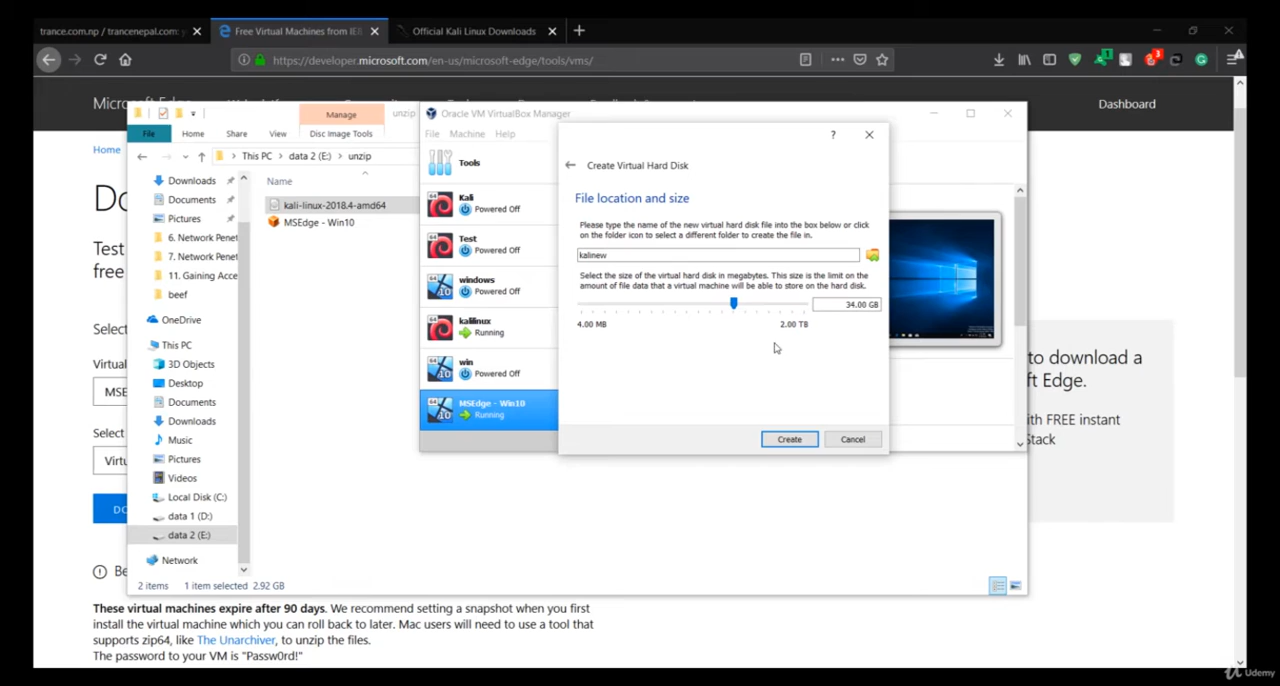 trance.com.np / trancenepal.com: y
Free Virtual Machines from IE8
Official Kali Linux Downloads
https://developer.microsoft.com/en-us/microsoft-edge/tools/vms/
Dashboard
Home
Select
Virtual
MSE
Select
Virtu
These virtual machines expire after 90 days. We recommend setting a snapshot when you first
install the virtual machine which you can roll back to later. Mac users will need to use a tool that
supports zip64, like The Unarchiver, to unzip the files.
The password to your VM is "Passw0rd!"
to download a
ft Edge.
with FREE instant
Stack
Manage
unzip
File
Home
Share
View
Disc Image Tools
This PC
data 2 (E:)
unzip
Downloads
Documents
Pictures
6. Network Penet
7. Network Penet
11. Gaining Acce
beef
OneDrive
This PC
3D Objects
Desktop
Documents
Downloads
Music
Pictures
Videos
Local Disk (C:)
data 1 (D:)
data 2 (E:)
Network
Name
kali-linux-2018.4-amd64
MSEdge - Win10
2 items
1 item selected 2.92 GB
Oracle VM VirtualBox Manager
File
Machine
Help
Tools
Kali
Powered Off
Test
Powered Off
windows
Powered Off
kalilinux
Running
win
Powered Off
MSEdge - Win10
Running
?
Create Virtual Hard Disk
File location and size
Please type the name of the new virtual hard disk file into the box below or click
on the folder icon to select a different folder to create the file in.
kalinew
Select the size of the virtual hard disk in megabytes. This size is the limit on the
amount of file data that a virtual machine will be able to store on the hard disk.
34.00 GB
4.00 MB
2.00 TB
Create
Cancel
Udemy